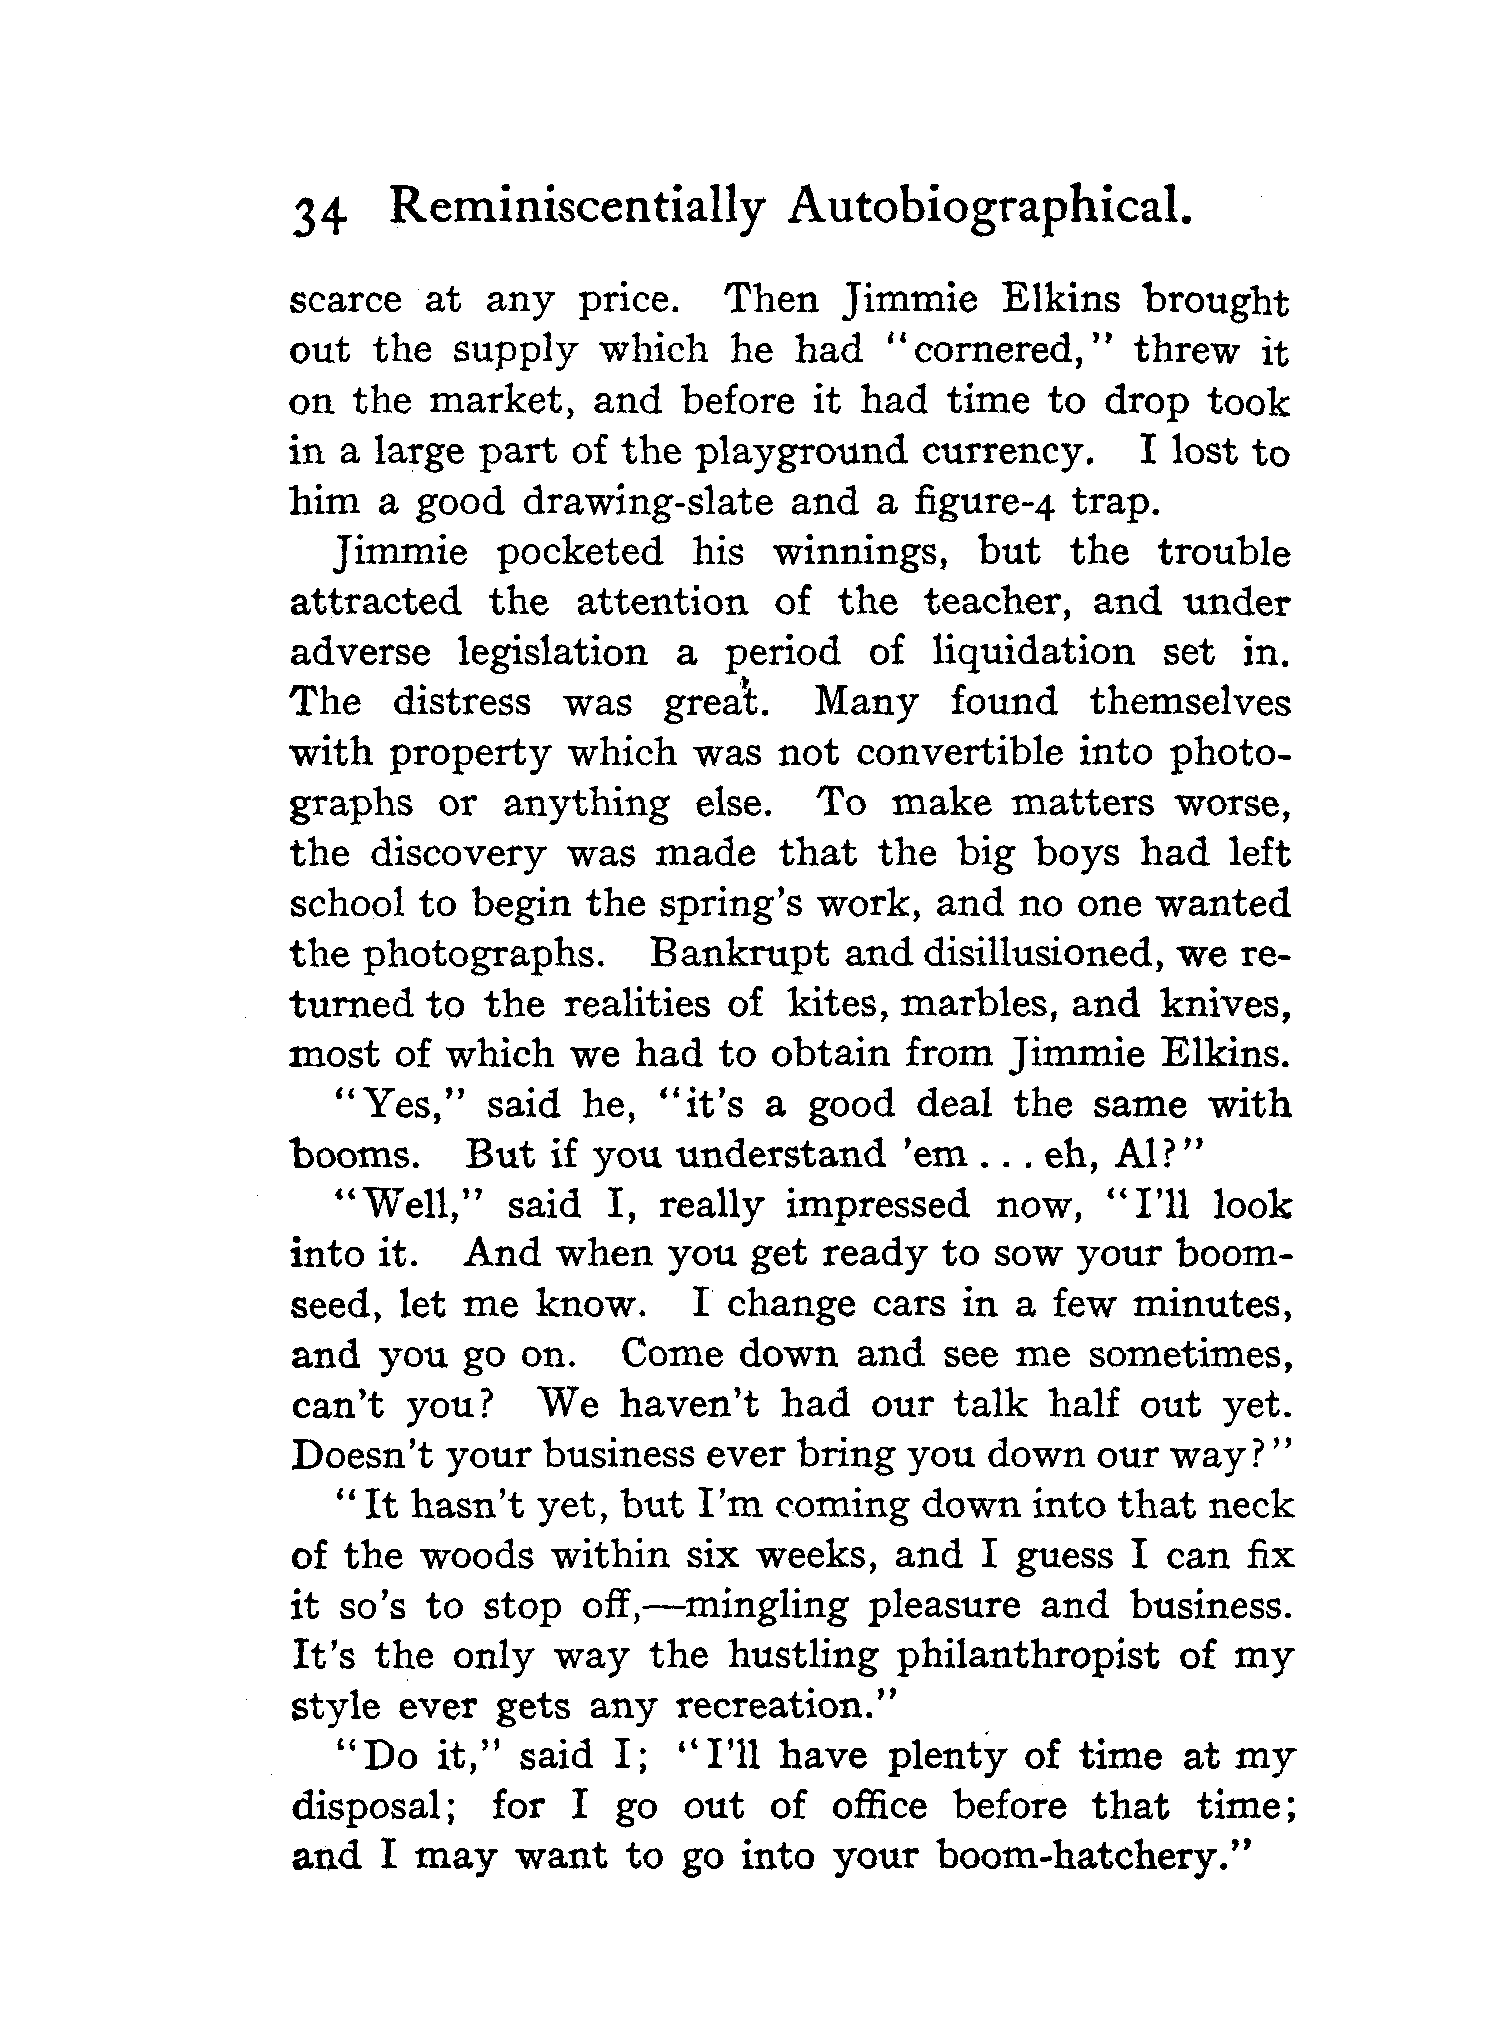 34 Reminiscentially Autobiographical.
scarce at any price. Then Jimmie Elkins brought
out the supply which he had "cornered," threw it
on the market, and before it had time to drop took
in a large part of the playground currency. I lost to
him a good drawing-slate and a figure-4 trap.
Jimmie pocketed his winnings, but the trouble
attracted the attention of the teacher, and under
adverse legislation a period of liquidation set in.
The distress was great. Many found themselves
with property which was not convertible into photo-
graphs or anything else. To make matters worse,
the discovery was made that the big boys had left
school to begin the spring's work, and no one wanted
the photographs. Bankrupt and disillusioned, we re-
turned to the realities of kites, marbles, and knives,
most of which we had to obtain from Jimmie Elkins.
"Yes," said he, "it's a good deal the same with
booms. But if you understand 'em . . . eh, Al?"
"Well," said I, really impressed now, "I'll look
into it. And when you get ready to sow your boom-
seed, let me know. I change cars in a few minutes,
and you go on. Come down and see me sometimes,
can't you? We haven't had our talk half out yet.
Doesn't your business ever bring you down our way?"
"It hasn't yet, but I'm coming down into that neck
of the woods within six weeks, and I guess I can fix
it so's to stop off,—mingling pleasure and business.
It's the only way the hustling philanthropist of my
style ever gets any recreation."
"Do it," said I; "I'll have plenty of time at my
disposal; for I go out of office before that time;
and I may want to go into your boom-hatchery."